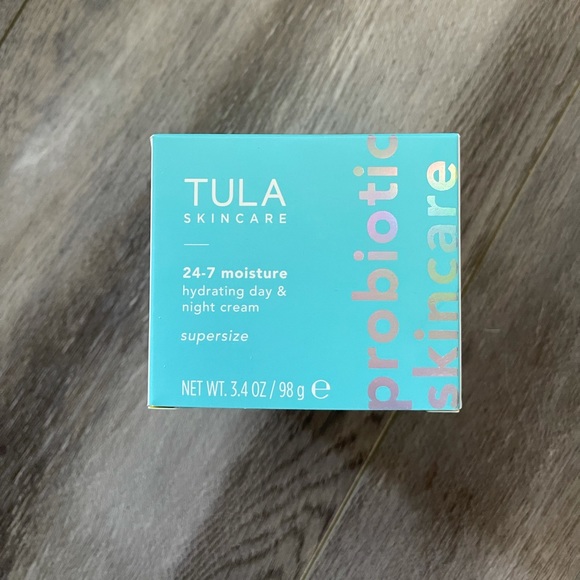 TULA
SKINCARE
24-7 moisture
hydrating day &
night cream
supersize
NET WT. 3.4 OZ / 98 g ℮
probiotic
skincare